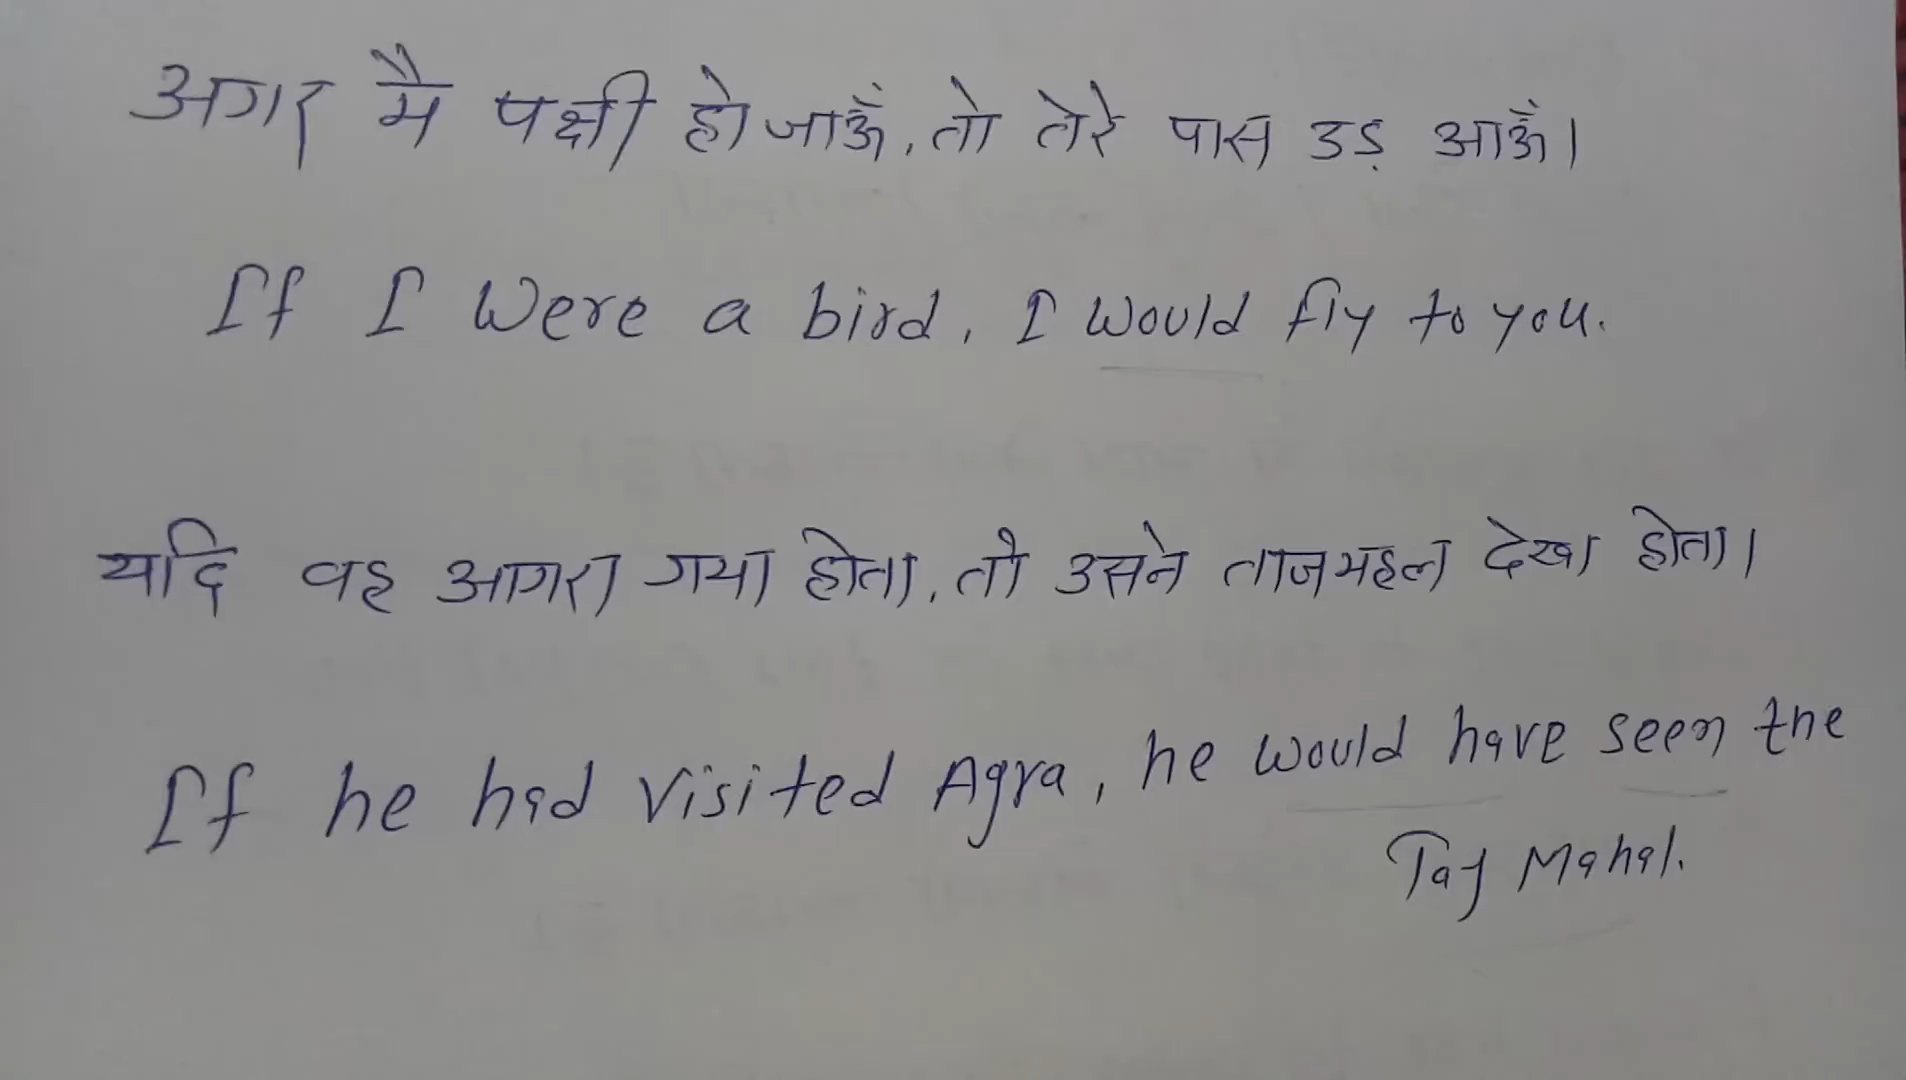 अगर मै पक्षी हो जाऊँ, तो तेरे पास उड़ आऊँ।
If I were a bird, I would fly to you.
यदि वह आगरा गया होता, तो उसने ताजमहल देखा होता।
If he had visited Agra, he would have seen the
Taj Mahal.